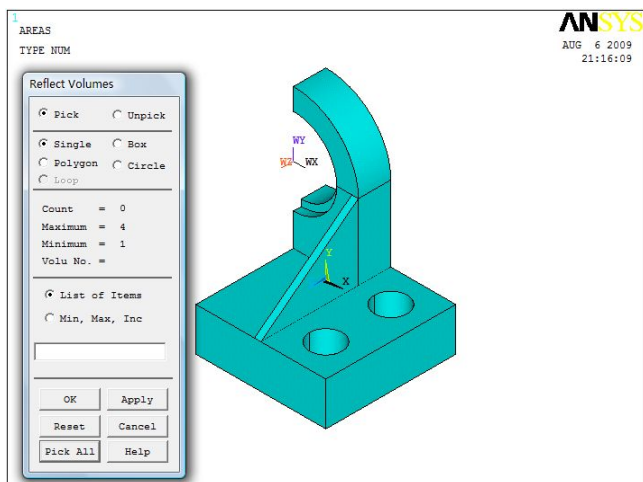 1
AREAS
TYPE NUM
ANSYS
AUG 6 2009
21:16:09
Reflect Volumes
Pick Unpick
Single Box
Polygon Circle
Loop
Count = 0
Maximum = 4
Minimum = 1
Volu No. =
List of Items
Min, Max, Inc
OK Apply
Reset Cancel
Pick All Help
WY
WZ WX
Y
X